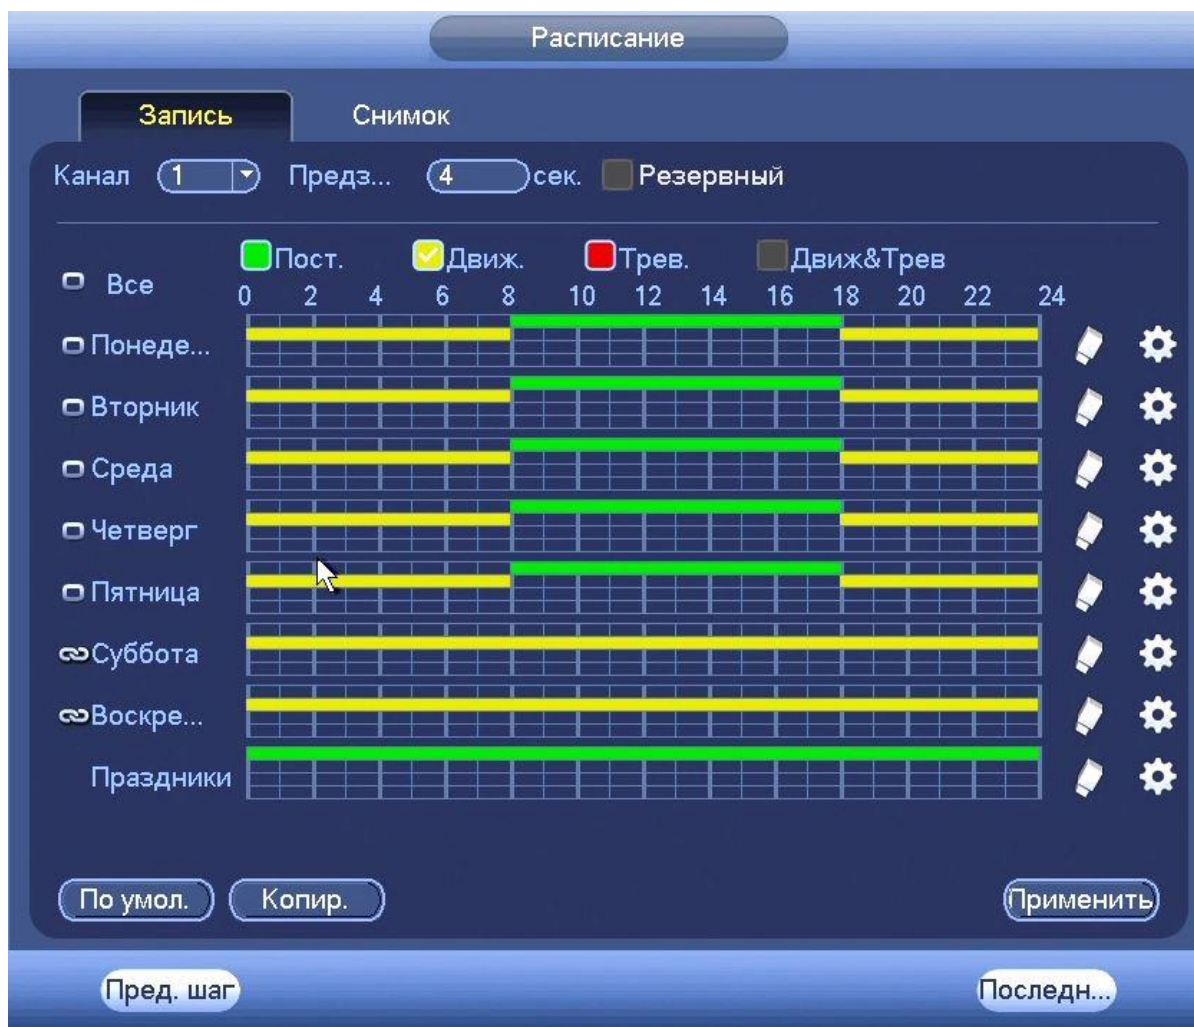 Расписание
Запись Снимок
Канал 1 Предз... 4 сек. Резервный
Пост. Движ. Трев. Движ&Трев
Все
0 2 4 6 8 10 12 14 16 18 20 22 24
Понеде...
Вторник
Среда
Четверг
Пятница
Суббота
Воскре...
Праздники
По умол. Копир. Применить
Пред. шаг Последн...